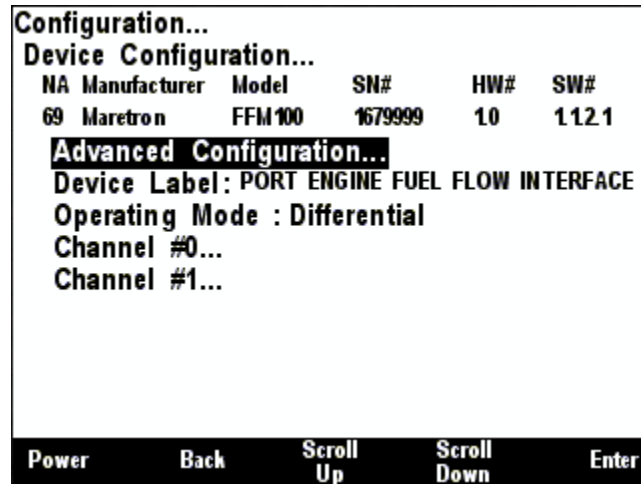 Configuration...
Device Configuration...
NA Manufacturer Model SN# HW# SW#
69 Maretron FFM100 1679999 1.0 1.1.2.1
Advanced Configuration...
Device Label: PORT ENGINE FUEL FLOW INTERFACE
Operating Mode : Differential
Channel #0...
Channel #1...
Power Back Scroll Up Scroll Down Enter